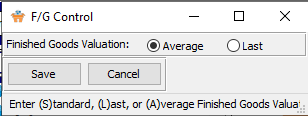 F/G Control
Finished Goods Valuation: Average Last
Save Cancel
Enter (S)tandard, (L)ast, or (A)verage Finished Goods Valua